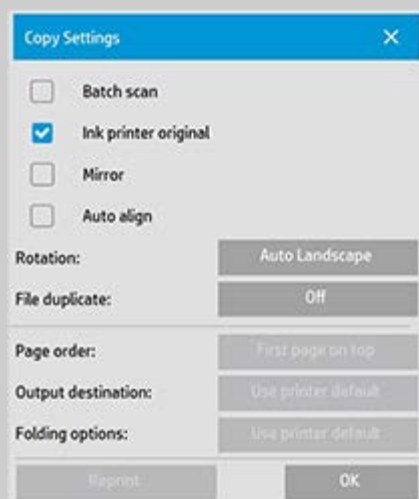 Copy Settings
Batch scan
Ink printer original
Mirror
Auto align
Rotation: Auto Landscape
File duplicate: Off
Page order: First page on top
Output destination: Use printer default
Folding options: Use printer default
Reprint OK